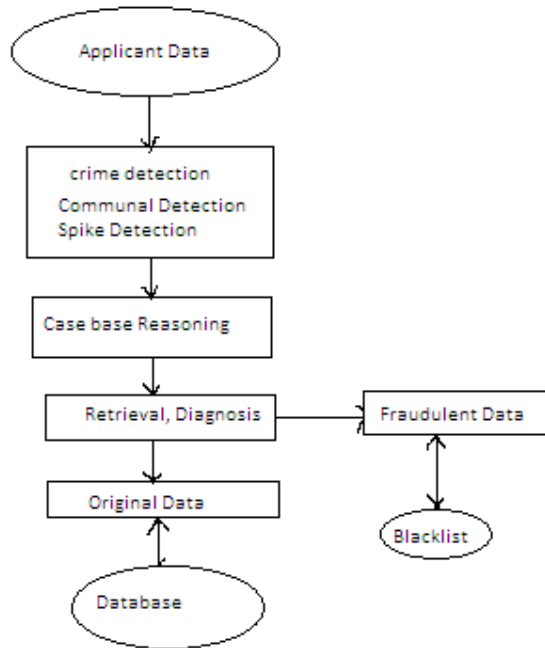 Applicant Data
crime detection
Communal Detection
Spike Detection
Case base Reasoning
Retrieval, Diagnosis
Fraudulent Data
Original Data
Blacklist
Database